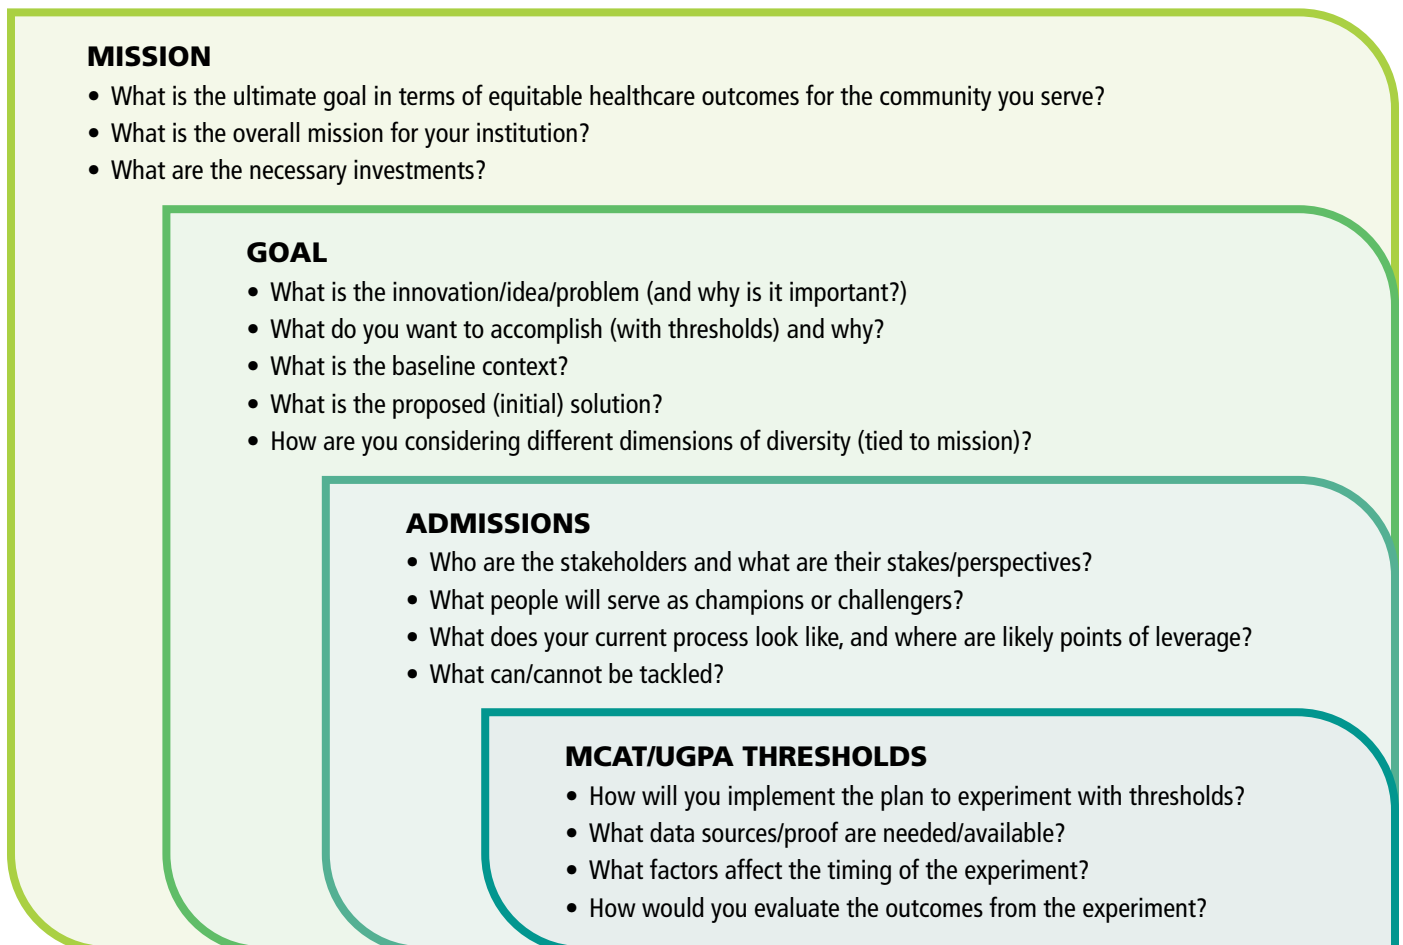 MISSION
• What is the ultimate goal in terms of equitable healthcare outcomes for the community you serve?
• What is the overall mission for your institution?
• What are the necessary investments?
GOAL
• What is the innovation/idea/problem (and why is it important?)
• What do you want to accomplish (with thresholds) and why?
• What is the baseline context?
• What is the proposed (initial) solution?
• How are you considering different dimensions of diversity (tied to mission)?
ADMISSIONS
• Who are the stakeholders and what are their stakes/perspectives?
• What people will serve as champions or challengers?
• What does your current process look like, and where are likely points of leverage?
• What can/cannot be tackled?
MCAT/UGPA THRESHOLDS
• How will you implement the plan to experiment with thresholds?
• What data sources/proof are needed/available?
• What factors affect the timing of the experiment?
• How would you evaluate the outcomes from the experiment?